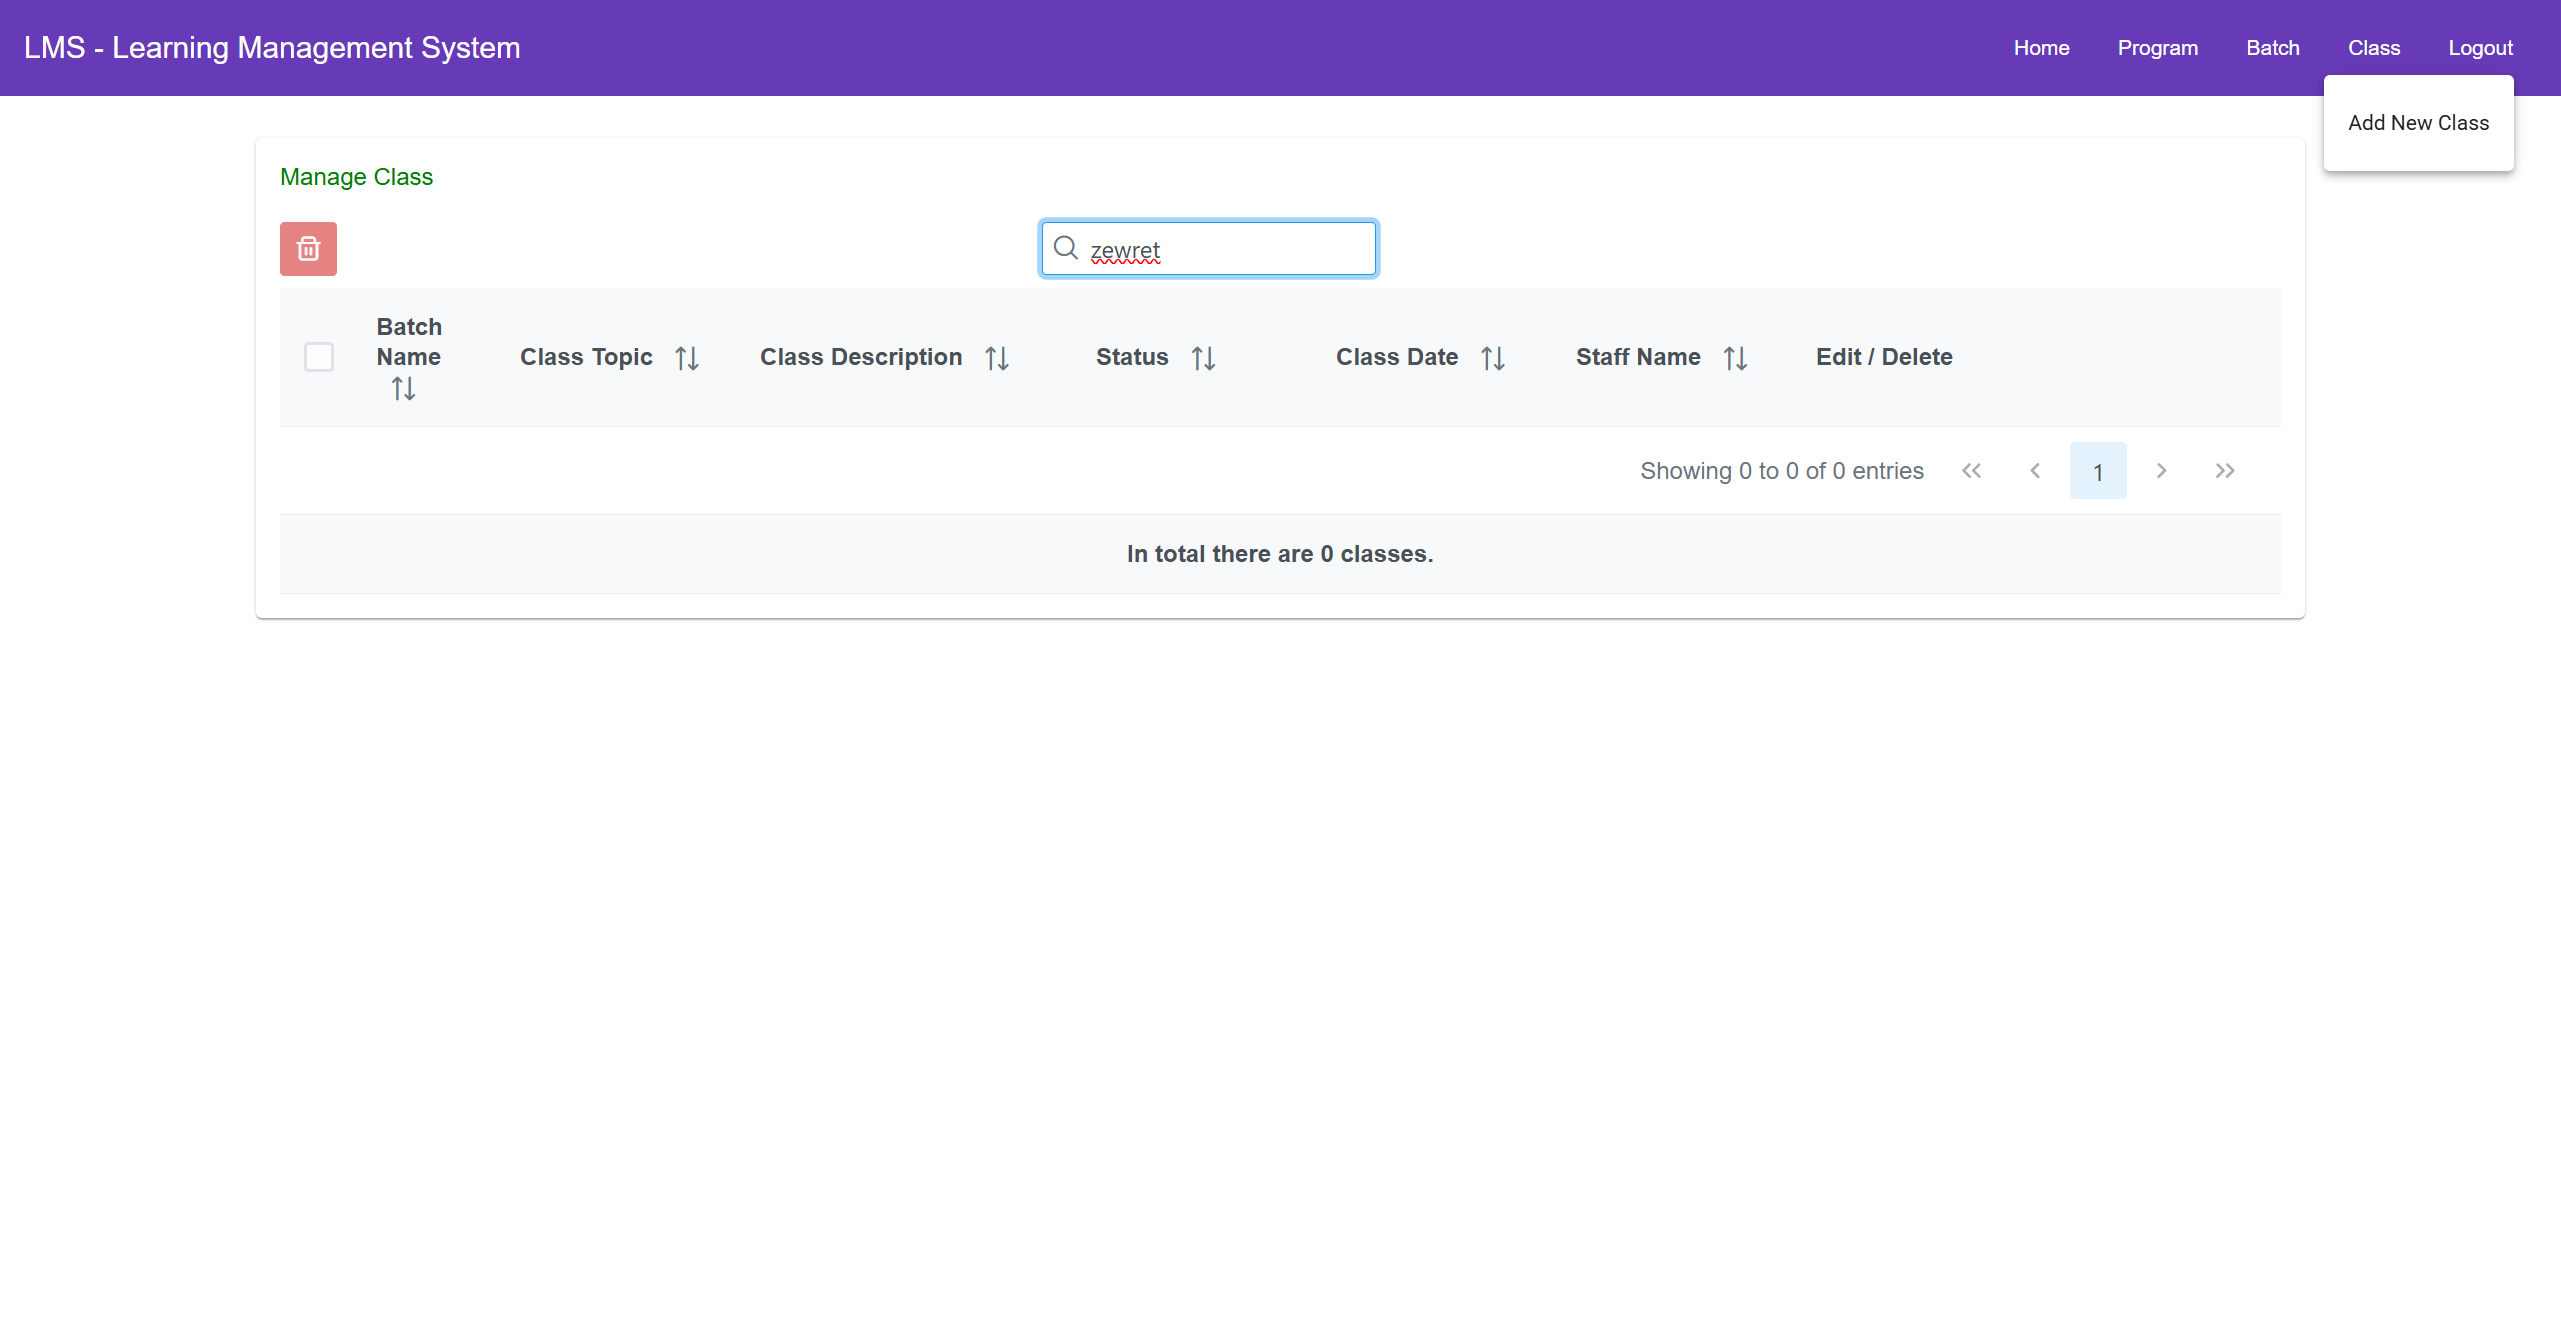 LMS - Learning Management System
Home Program Batch Class Logout
Add New Class
Manage Class
zewret
Batch
Name
Class Topic
Class Description
Status
Class Date
Staff Name
Edit / Delete
Showing 0 to 0 of 0 entries
1
In total there are 0 classes.